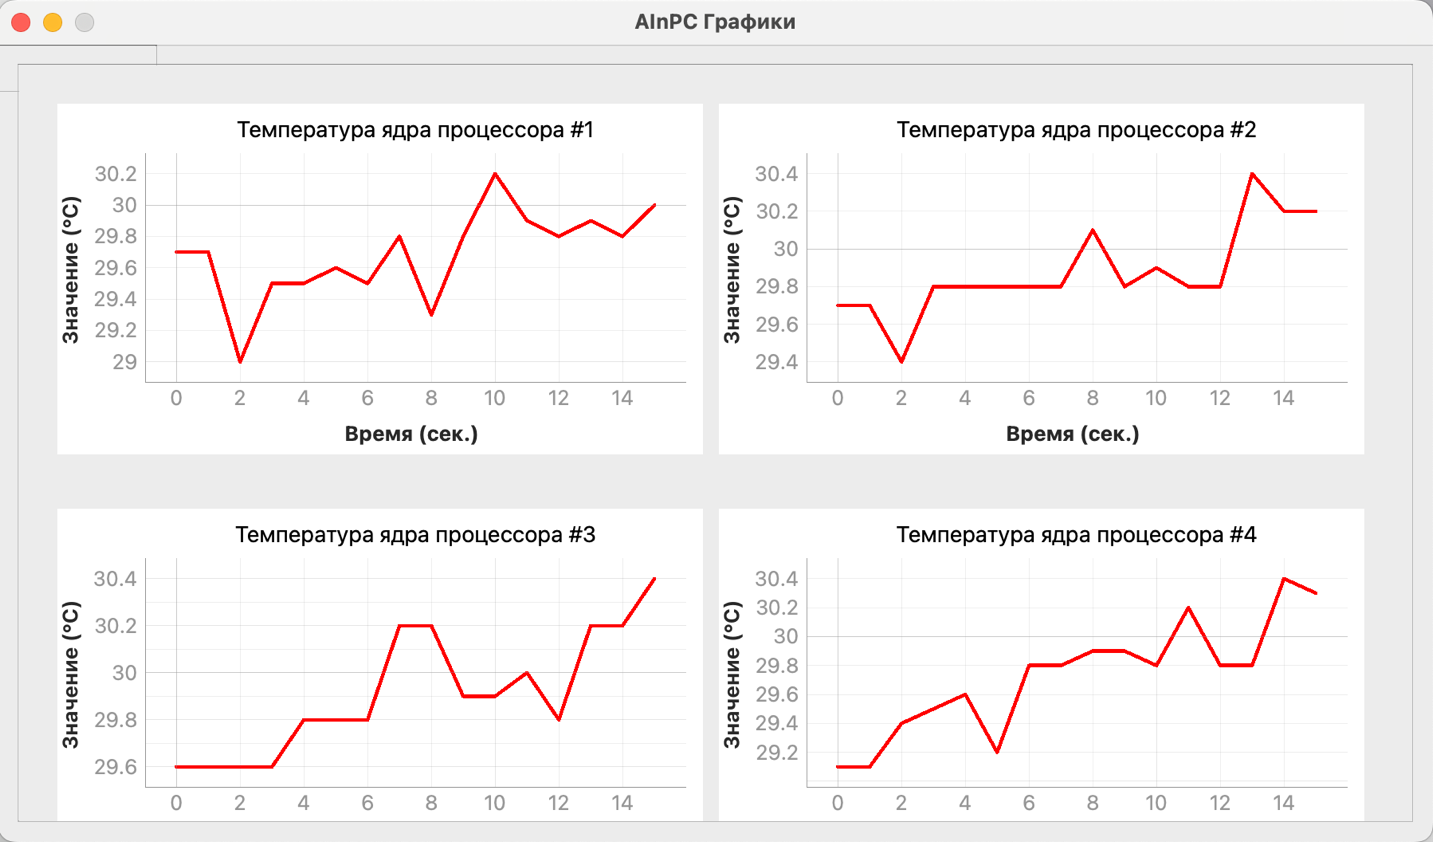 AInPC Графики
Температура ядра процессора #1
Значение (°C)
30.2
30
29.8
29.6
29.4
29.2
29
0 2 4 6 8 10 12 14
Время (сек.)
Температура ядра процессора #2
Значение (°C)
30.4
30.2
30
29.8
29.6
29.4
0 2 4 6 8 10 12 14
Время (сек.)
Температура ядра процессора #3
Значение (°C)
30.4
30.2
30
29.8
29.6
0 2 4 6 8 10 12 14
Температура ядра процессора #4
Значение (°C)
30.4
30.2
30
29.8
29.6
29.4
29.2
0 2 4 6 8 10 12 14